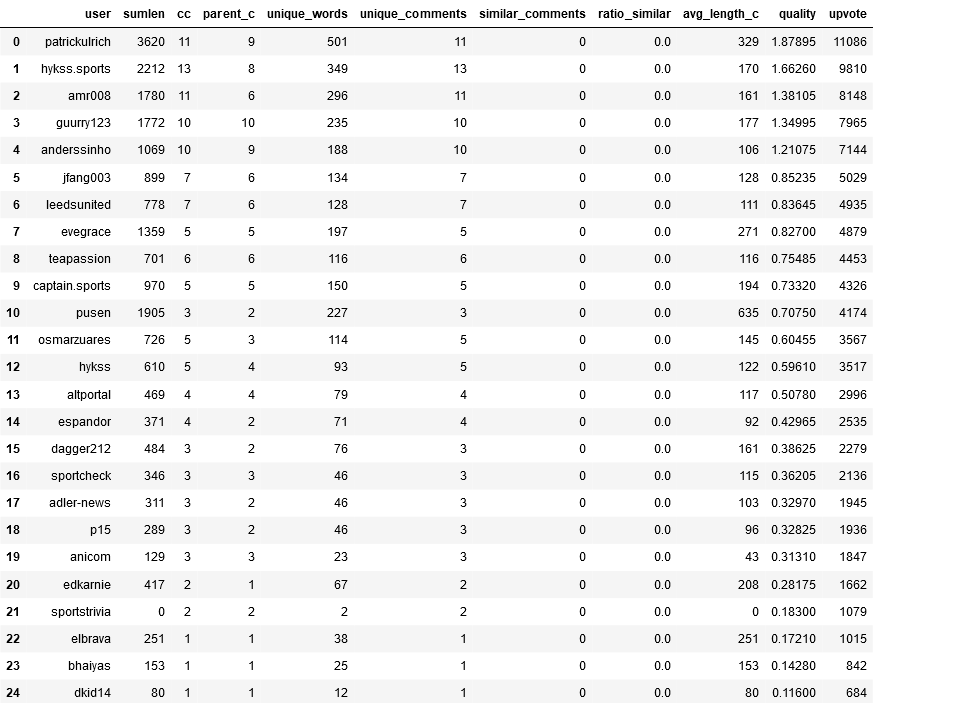 user sumlen cc parent_c unique_words unique_comments similar_comments ratio_similar avg_length_c quality upvote
0 patrickulrich 3620 11 9 501 11 0 0.0 329 1.87895 11086
1 hykss.sports 2212 13 8 349 13 0 0.0 170 1.66260 9810
2 amr008 1780 11 6 296 11 0 0.0 161 1.38105 8148
3 guurry123 1772 10 10 235 10 0 0.0 177 1.34995 7965
4 anderssinho 1069 10 9 188 10 0 0.0 106 1.21075 7144
5 jfang003 899 7 6 134 7 0 0.0 128 0.85235 5029
6 leedsunited 778 7 6 128 7 0 0.0 111 0.83645 4935
7 evegrace 1359 5 5 197 5 0 0.0 271 0.82700 4879
8 teapassion 701 6 6 116 6 0 0.0 116 0.75485 4453
9 captain.sports 970 5 5 150 5 0 0.0 194 0.73320 4326
10 pusen 1905 3 2 227 3 0 0.0 635 0.70750 4174
11 osmarzuares 726 5 3 114 5 0 0.0 145 0.60455 3567
12 hykss 610 5 4 93 5 0 0.0 122 0.59610 3517
13 altportal 469 4 4 79 4 0 0.0 117 0.50780 2996
14 espandor 371 4 2 71 4 0 0.0 92 0.42965 2535
15 dagger212 484 3 2 76 3 0 0.0 161 0.38625 2279
16 sportcheck 346 3 3 46 3 0 0.0 115 0.36205 2136
17 adler-news 311 3 2 46 3 0 0.0 103 0.32970 1945
18 p15 289 3 2 46 3 0 0.0 96 0.32825 1936
19 anicom 129 3 3 23 3 0 0.0 43 0.31310 1847
20 edkarnie 417 2 1 67 2 0 0.0 208 0.28175 1662
21 sportstrivia 0 2 2 2 2 0 0.0 0 0.18300 1079
22 elbrava 251 1 1 38 1 0 0.0 251 0.17210 1015
23 bhaiyas 153 1 1 25 1 0 0.0 153 0.14280 842
24 dkid14 80 1 1 12 1 0 0.0 80 0.11600 684